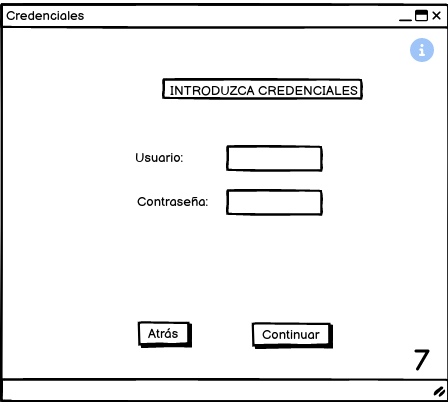 Credenciales
i
INTRODUZCA CREDENCIALES
Usuario:
Contraseña:
Atrás
Continuar
7